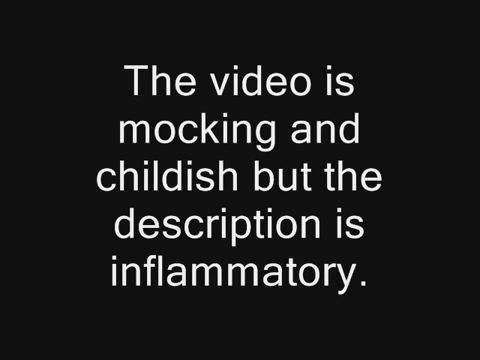 The video is
mocking and
childish but the
description is
inflammatory.